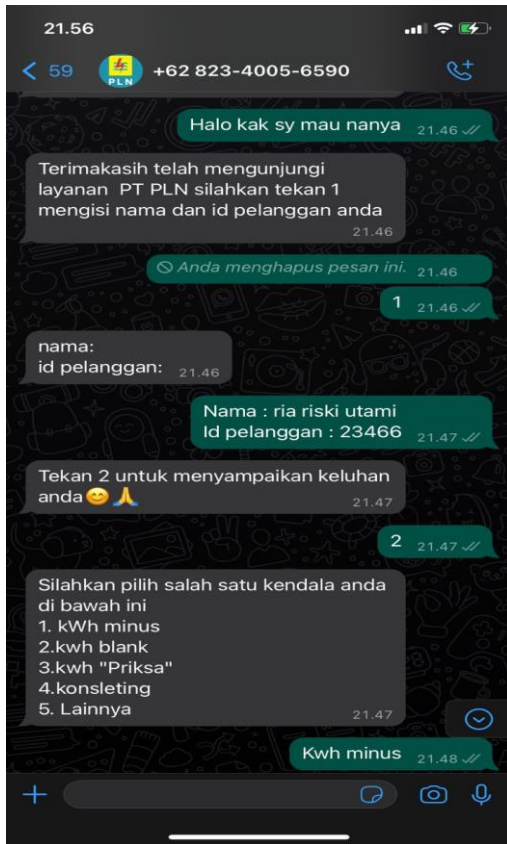 21.56
59
PLN
+62 823-4005-6590
Halo kak sy mau nanya 21.46
Terimakasih telah mengunjungi
layanan PT PLN silahkan tekan 1
mengisi nama dan id pelanggan anda
21.46
Anda menghapus pesan ini. 21.46
1 21.46
nama:
id pelanggan: 21.46
Nama : ria riski utami
Id pelanggan : 23466 21.47
Tekan 2 untuk menyampaikan keluhan
anda😊🙏 21.47
2 21.47
Silahkan pilih salah satu kendala anda
di bawah ini
1. kWh minus
2.kwh blank
3.kwh "Priksa"
4.konsleting
5. Lainnya 21.47
Kwh minus 21.48